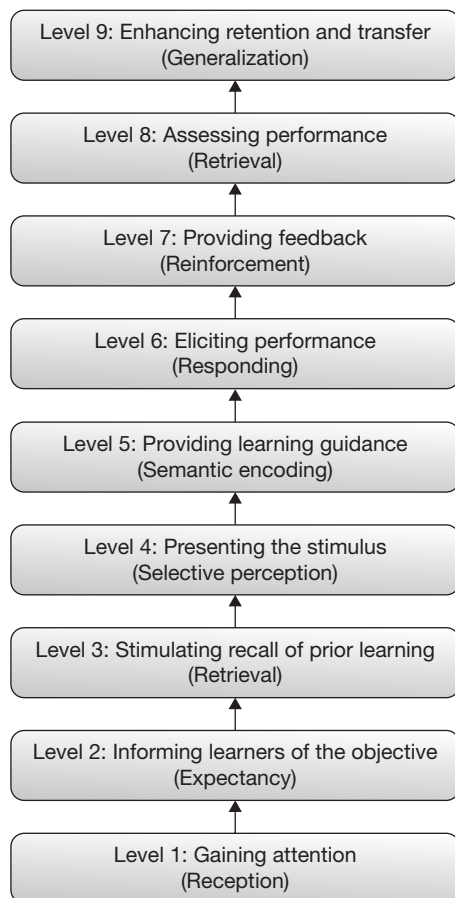 Level 9: Enhancing retention and transfer
(Generalization)
Level 8: Assessing performance
(Retrieval)
Level 7: Providing feedback
(Reinforcement)
Level 6: Eliciting performance
(Responding)
Level 5: Providing learning guidance
(Semantic encoding)
Level 4: Presenting the stimulus
(Selective perception)
Level 3: Stimulating recall of prior learning
(Retrieval)
Level 2: Informing learners of the objective
(Expectancy)
Level 1: Gaining attention
(Reception)